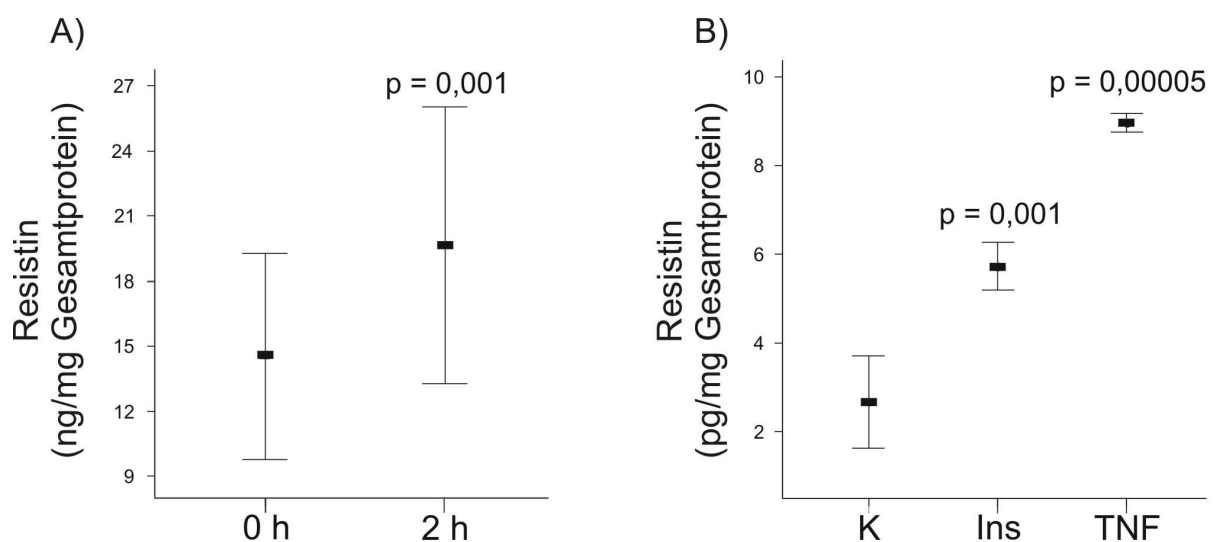 A)
Resistin
(ng/mg Gesamtprotein)
27
24
21
18
15
12
9
p = 0,001
0 h
2 h
B)
Resistin
(pg/mg Gesamtprotein)
10
8
6
4
2
p = 0,001
p = 0,00005
K
Ins
TNF